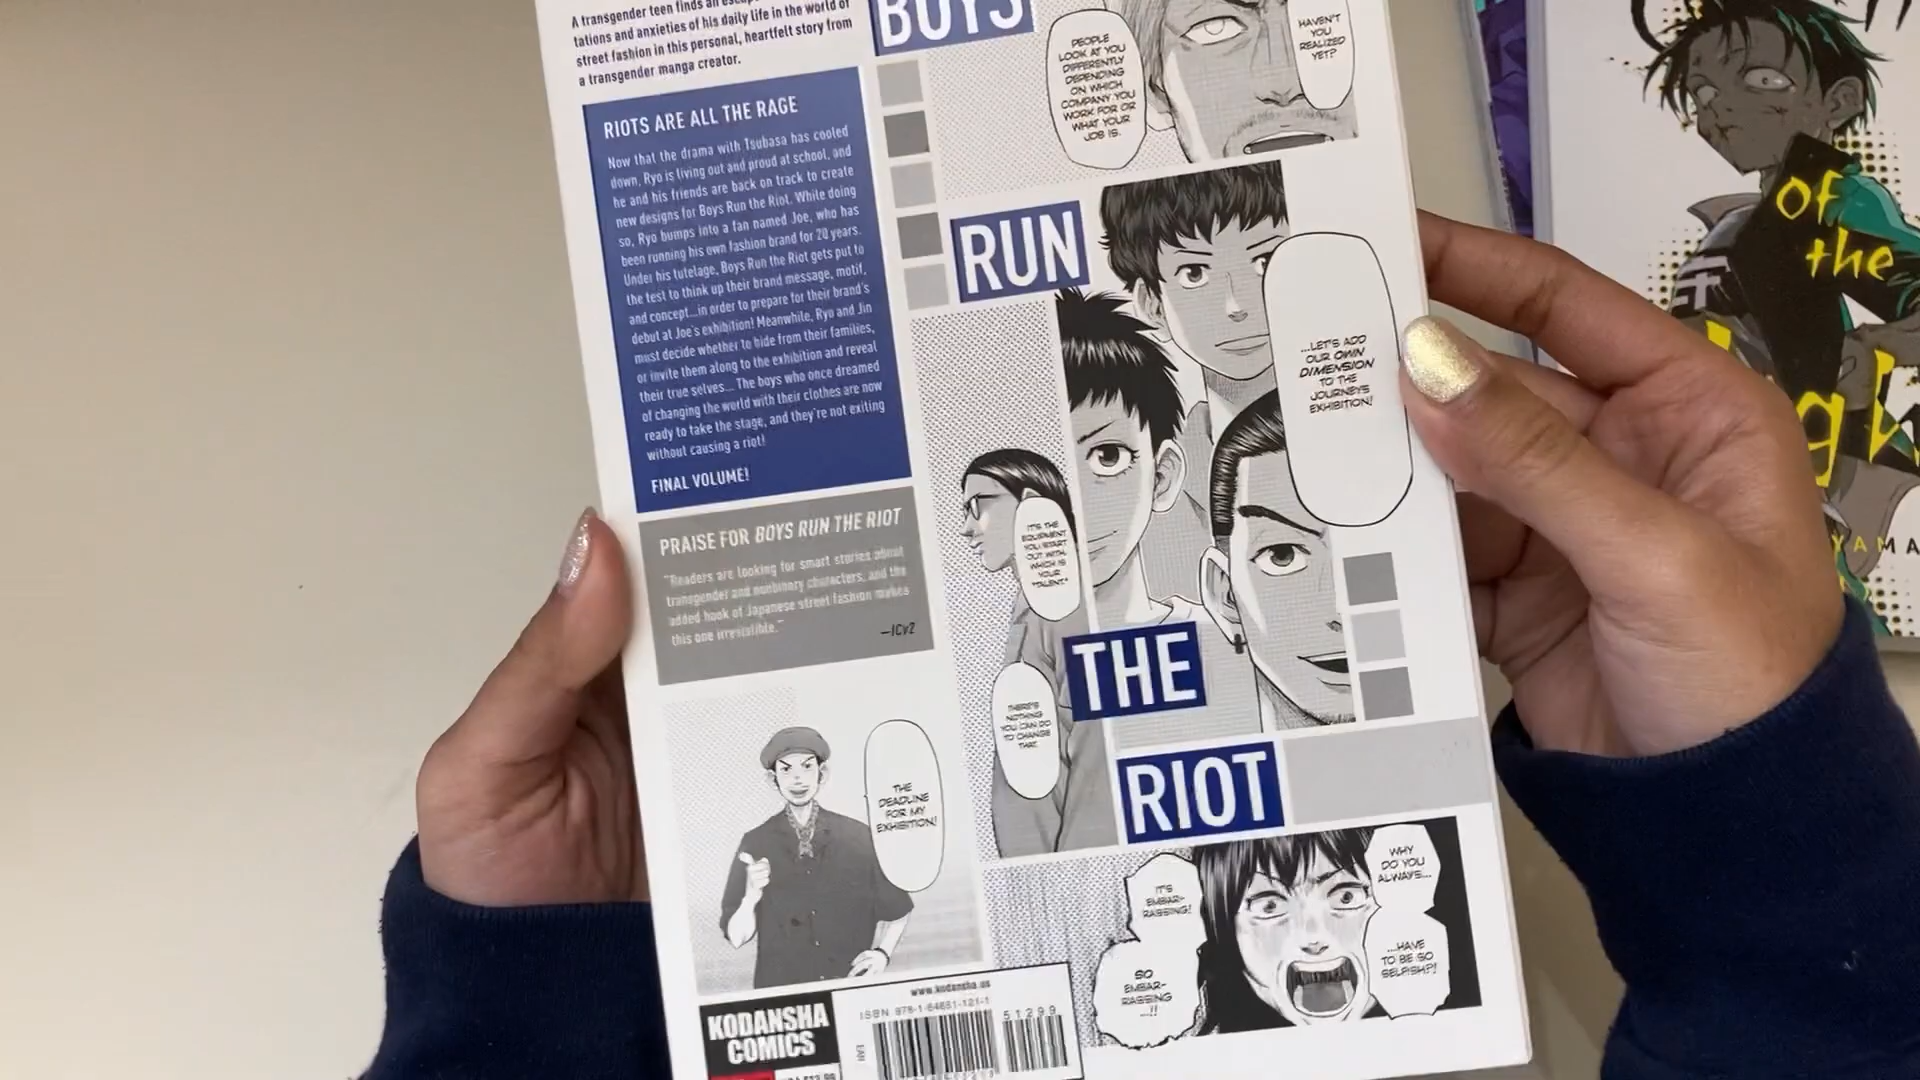 A transgender teen finds an
tations and anxieties of his daily life in the world of
street fashion in this personal, heartfelt story from
a transgender manga creator.
RIOTS ARE ALL THE RAGE
Now that the drama with Tsubasa has cooled
down, Ryo is living out and proud at school, and
he and his friends are back on track to create
new designs for Boys Run the Riot. While doing
so, Ryo bumps into a fan named Joe, who has
been running his own fashion brand for 20 years.
Under his tutelage, Boys Run the Riot gets put to
the test to think up their brand message, motif,
and concept...in order to prepare for their brand's
debut at Joe's exhibition! Meanwhile, Ryo and Jin
must decide whether to hide from their families,
or invite them along to the exhibition and reveal
their true selves... The boys who once dreamed
of changing the world with their clothes are now
ready to take the stage, and they're not exiting
without causing a riot!
FINAL VOLUME!
PRAISE FOR BOYS RUN THE RIOT
"Readers are looking for smart stories about
transgender and nonbinary characters, and the
added hook of Japanese street fashion makes
this one irresistible."
—ICv2
BOYS
RUN
THE
RIOT
PEOPLE
LOOK AT YOU
DIFFERENTLY
DEPENDING
ON WHICH
COMPANY YOU
WORK FOR OR
WHAT YOUR
JOB IS.
HAVEN'T
YOU
REALIZED
YET?
...LET'S ADD
OUR OWN
DIMENSION
TO THE
JOURNEYS
EXHIBITION!
IT'S THE
EQUIPMENT
YOU START
OUT WITH,
WHICH IS
YOUR
"TALENT."
THERE'S
NOTHING
YOU CAN DO
TO CHANGE
THAT.
THE
DEADLINE
FOR MY
EXHIBITION!
IT'S
EMBAR-
RASSING!
SO
EMBAR-
RASSING
...!!
WHY
DO YOU
ALWAYS...
...HAVE
TO BE SO
SELFISH?!
KODANSHA
COMICS
www.kodansha.us
ISBN 978-1-64651-121-1
51299
of
the
YAMA